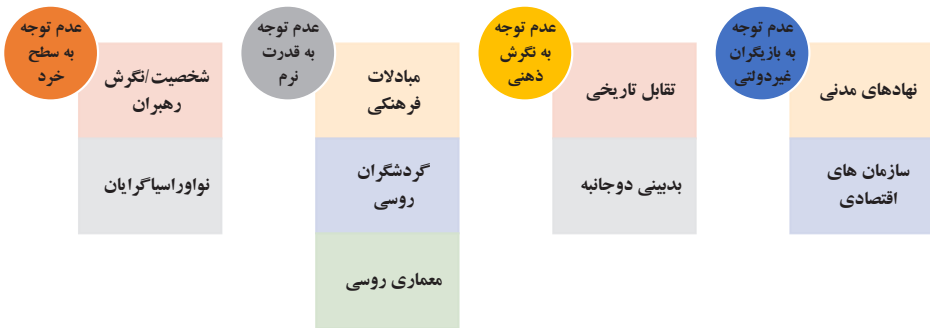 عدم توجه
به بازیگران
غیردولتی
نهادهای مدنی
سازمان های
اقتصادی
عدم توجه
به نگرش
ذهنی
تقابل تاریخی
بدبینی دوجانبه
عدم توجه
به قدرت
نرم
مبادلات
فرهنگی
گردشگران
روسی
معماری روسی
عدم توجه
به سطح
خرد
شخصیت/نگرش
رهبران
نواوراسیاگرایان